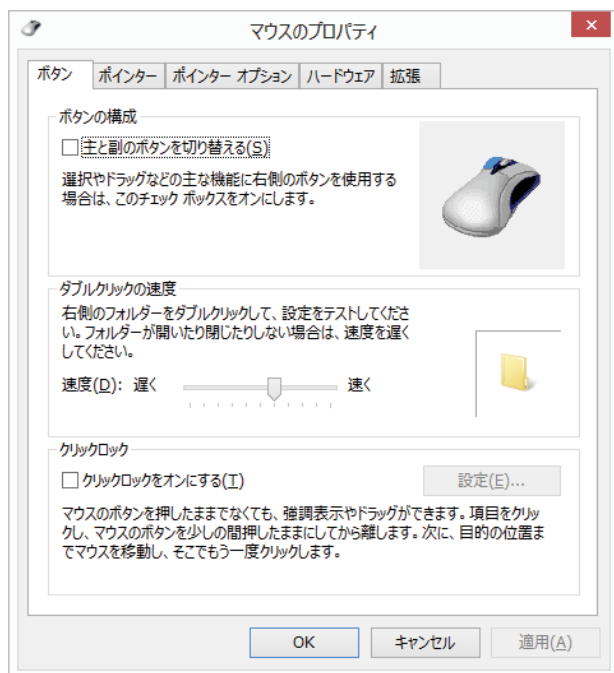 マウスのプロパティ
ボタン ポインター ポインター オプション ハードウェア 拡張
ボタンの構成
主と副のボタンを切り替える(S)
選択やドラッグなどの主な機能に右側のボタンを使用する
場合は、このチェック ボックスをオンにします。
ダブルクリックの速度
右側のフォルダーをダブルクリックして、設定をテストしてくださ
い。フォルダーが開いたり閉じたりしない場合は、速度を遅く
してください。
速度(D): 遅く 速く
クリックロック
クリックロックをオンにする(T) 設定(E)...
マウスのボタンを押したままでなくても、強調表示やドラッグができます。項目をクリッ
クし、マウスのボタンを少しの間押したままにしてから離します。次に、目的の位置ま
でマウスを移動し、そこでもう一度クリックします。
OK キャンセル 適用(A)